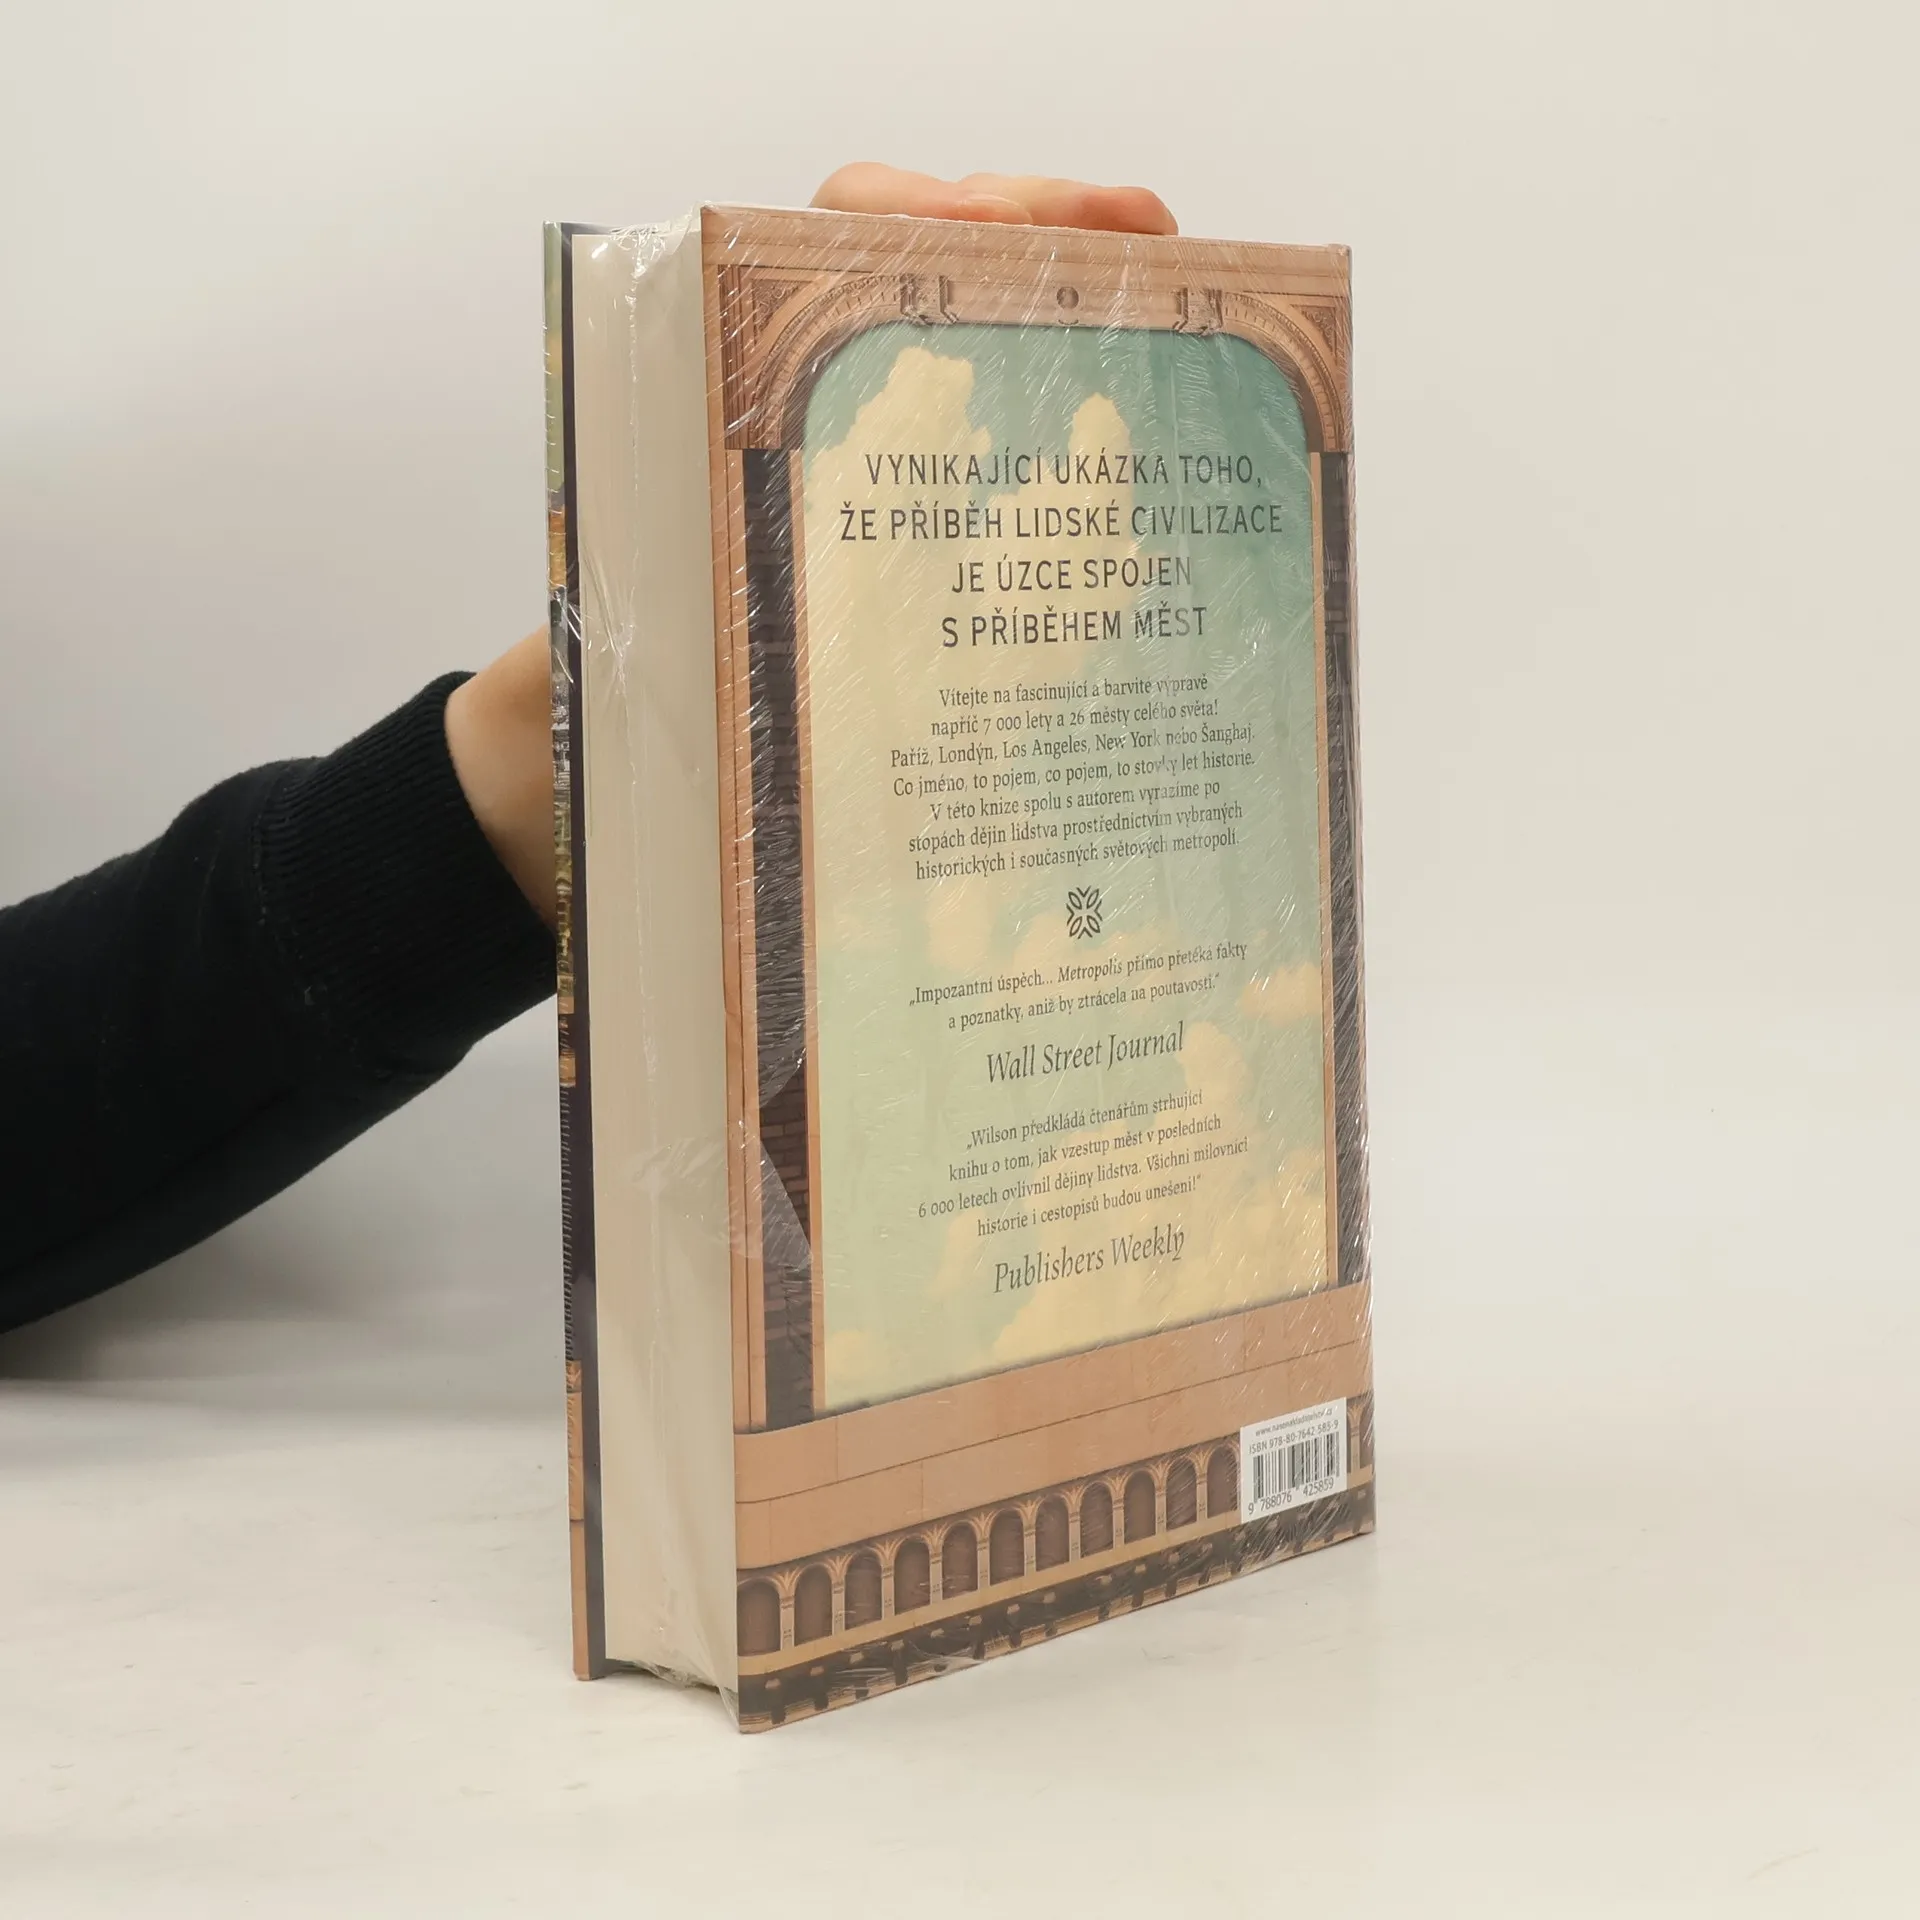 VYNIKAJÍCÍ UKÁZKA TOHO,
ŽE PŘÍBĚH LIDSKÉ CIVILIZACE
JE ÚZCE SPOJEN
S PŘÍBĚHEM MĚST
Vítejte na fascinující a barvité výpravě
napříč 7 000 lety a 26 městy celého světa!
Paříž, Londýn, Los Angeles, New York nebo Šanghaj.
Co jméno, to pojem, co pojem, to stovky let historie.
V této knize spolu s autorem vyrazíme po
stopách dějin lidstva prostřednictvím vybraných
historických i současných světových metropolí.
„Impozantní úspěch... Metropolis přímo přetéká fakty
a poznatky, aniž by ztrácela na poutavosti.“
Wall Street Journal
„Wilson předkládá čtenářům strhující
knihu o tom, jak vzestup měst v posledních
6 000 letech ovlivnil dějiny lidstva. Všichni milovníci
historie i cestopisů budou unešeni!“
Publishers Weekly
ISBN 978-80-7642-585-9
9 788076 425859